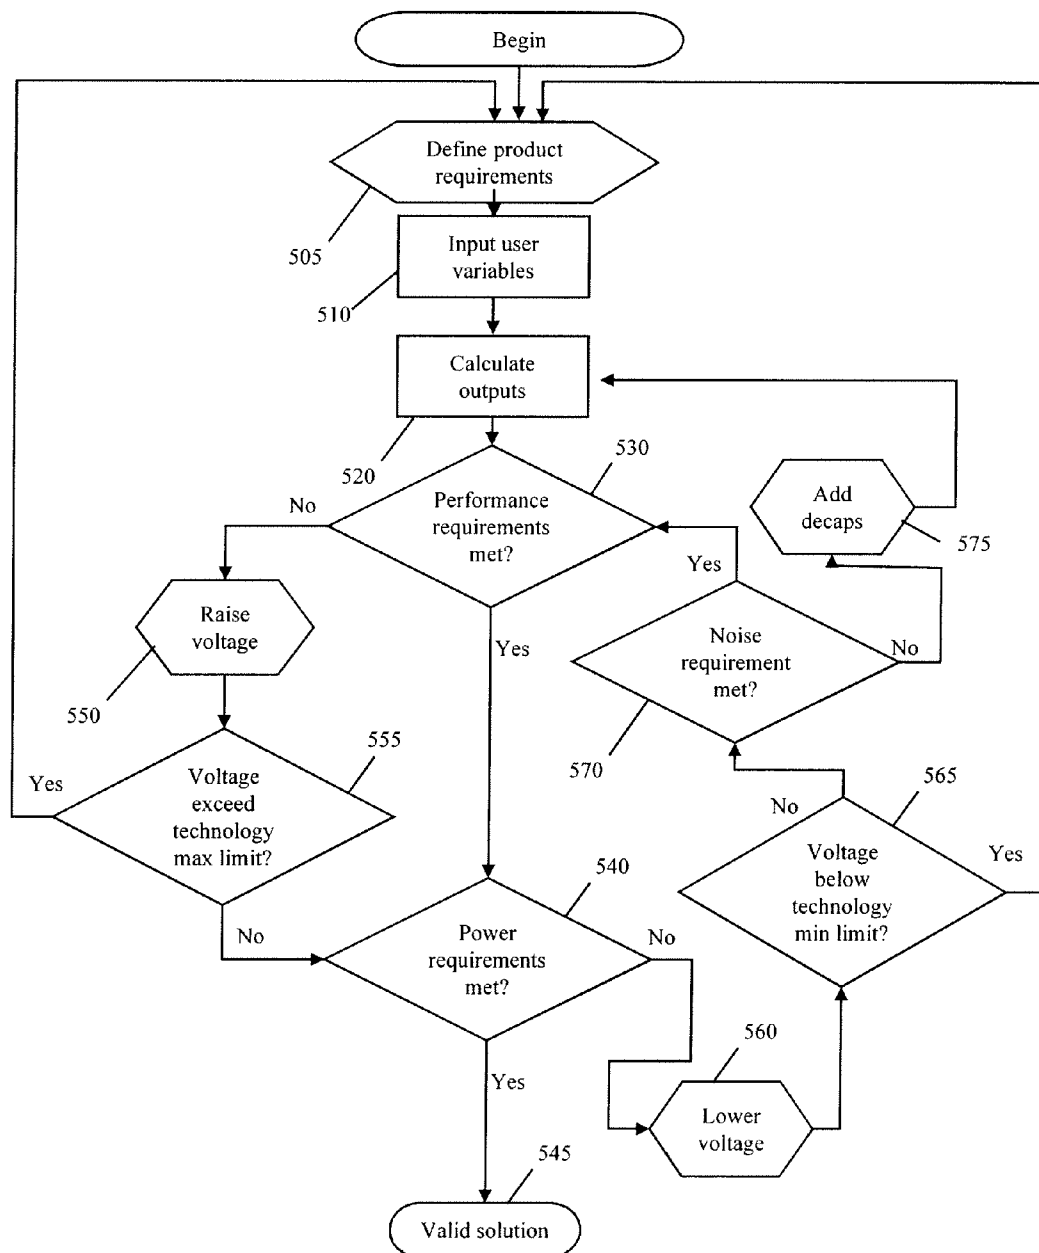 Begin
Define product
requirements
505
Input user
variables
510
Calculate
outputs
520
530
No
Performance
requirements
met?
Add
decaps
575
Yes
Raise
voltage
550
Yes
Noise
requirement
met?
No
570
555
Yes
Voltage
exceed
technology
max limit?
565
No
Voltage
below
technology
min limit?
Yes
540
No
Power
requirements
met?
No
560
Yes
Lower
voltage
545
Valid solution